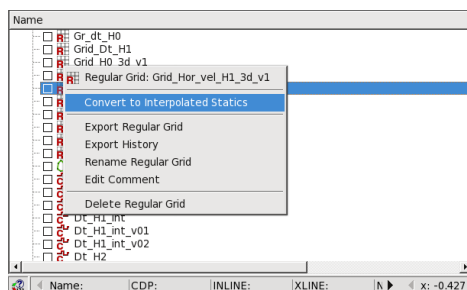 Name
Gr_dt_H0
Grid_Dt_H1
Grid_H0_3d_v1
Regular Grid: Grid_Hor_vel_H1_3d_v1
Convert to Interpolated Statics
Export Regular Grid
Export History
Rename Regular Grid
Edit Comment
Delete Regular Grid
Dt_H1_int
Dt_H1_int_v01
Dt_H1_int_v02
Dt_H2
Name: CDP: INLINE: XLINE: N x: -0.427